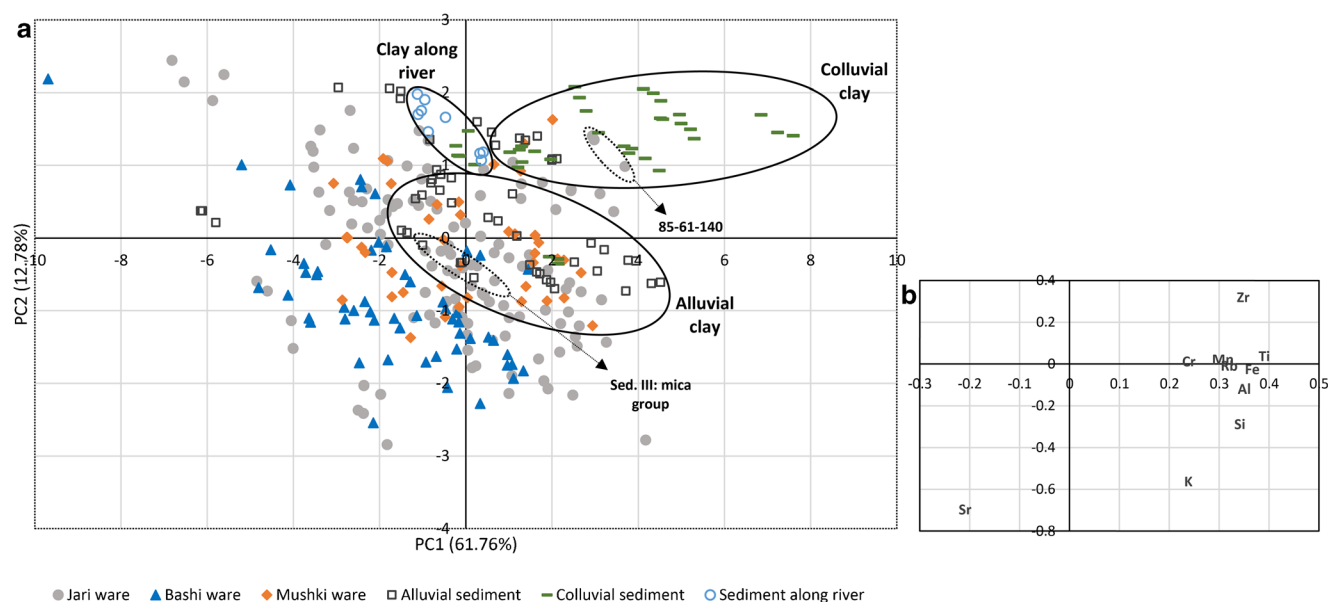 a
3
Clay along
river
Colluvial
clay
2
1
85-61-140
-10 -8 -6 -4 -2 0 0 2 4 6 8 10
-1
Alluvial
clay
Sed. III: mica
group
-2
-3
-4
PC2 (12.78%)
PC1 (61.76%)
Jari ware Bashi ware Mushki ware Alluvial sediment Colluvial sediment Sediment along river
b
0.4
Zr
0.2
Cr Mn Rb Ti
0
Fe
-0.3 -0.2 -0.1 0 0.1 0.2 0.3 0.4 0.5
Al
-0.2
Si
-0.4
K
-0.6
Sr
-0.8